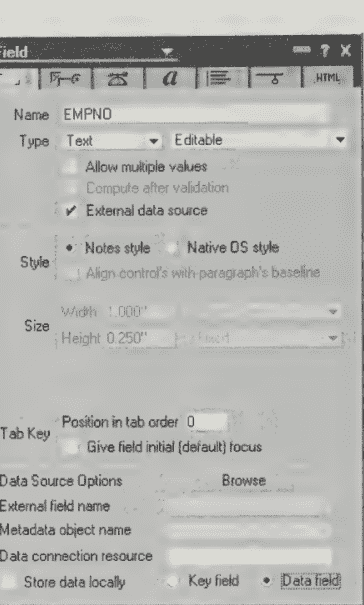 Field
? X
a
HTML
Name EMPNO
Type Text Editable
Allow multiple values
Compute after validation
✔ External data source
Style Notes style Native OS style
Align control's with paragraph's baseline
Size
Width 1.000"
Height 0.250" Fixed
Position in tab order 0
Tab Key
Give field initial (default) focus
Data Source Options Browse
External field name
Metadata object name
Data connection resource
Store data locally Key field Data field